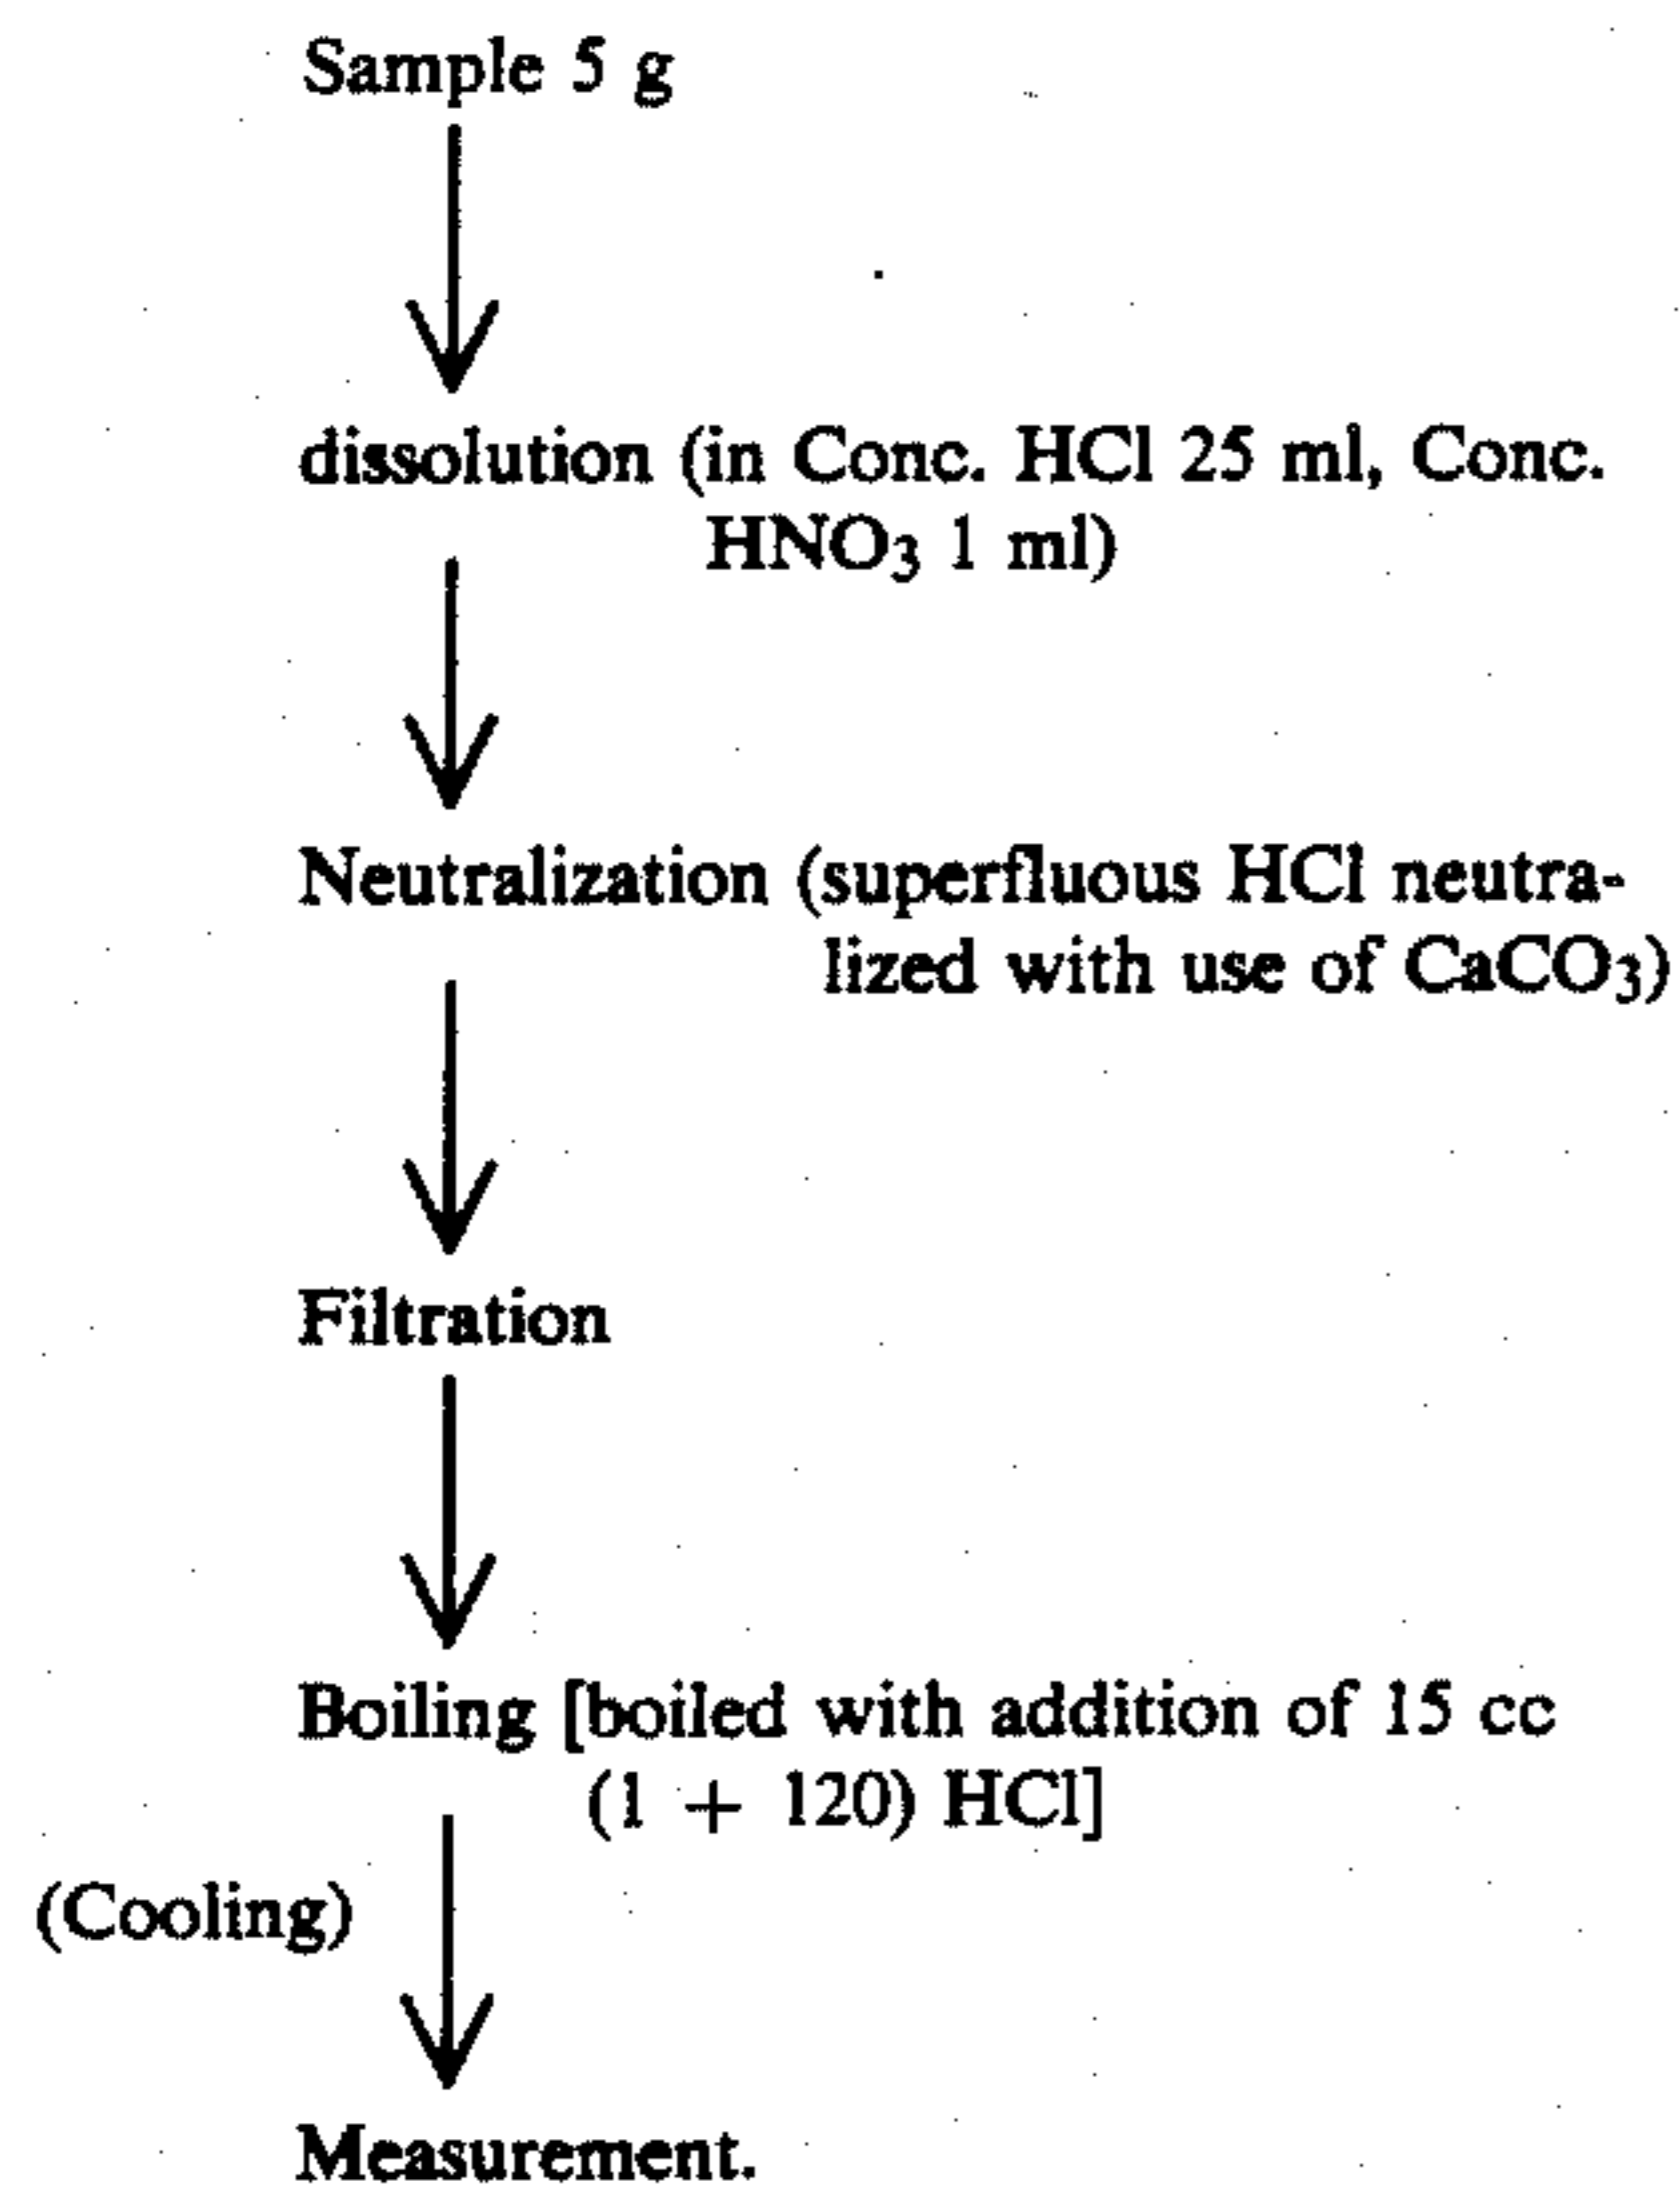 Sample 5 g
dissolution (in Conc. HCl 25 ml, Conc.
HNO3 1 ml)
Neutralization (superfluous HCl neutra-
lized with use of CaCO3)
Filtration
Boiling [boiled with addition of 15 cc
(1 + 120) HCl]
(Cooling)
Measurement.